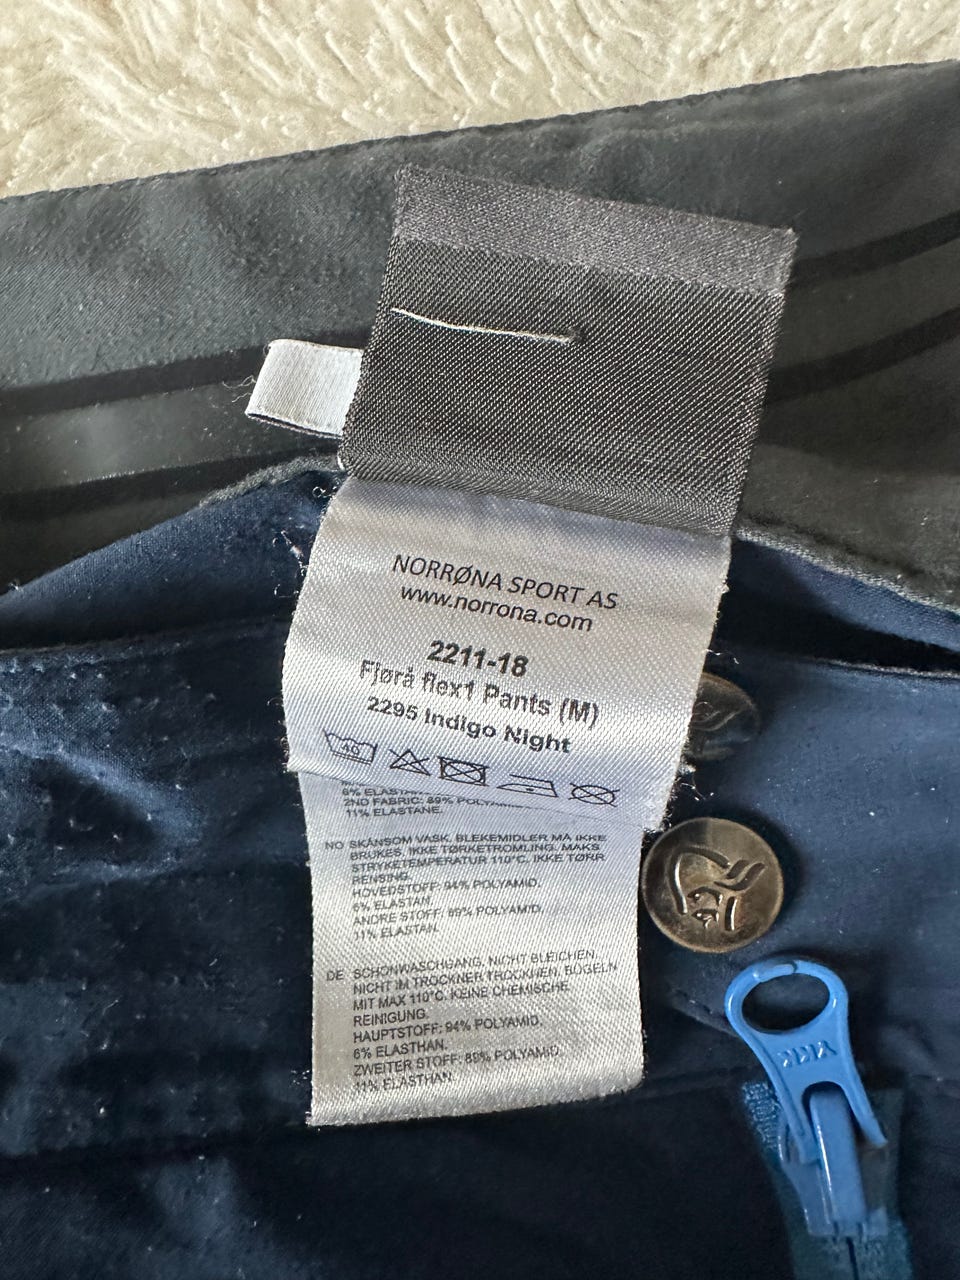 NORRØNA SPORT AS
www.norrona.com
2211-18
Fjørå flex1 Pants (M)
2295 Indigo Night
40
6% ELASTAN
2ND FABRIC: 89% POLYAMID
11% ELASTANE.
NO SKÅNSOM VASK. BLEKEMIDLER MÅ IKKE
BRUKES. IKKE TØRKETROMLING. MAKS
STRYKETEMPERATUR 110°C. IKKE TØRR
RENSING.
HOVEDSTOFF: 94% POLYAMID,
6% ELASTAN.
ANDRE STOFF: 89% POLYAMID,
11% ELASTAN.
DE SCHONWASCHGANG. NICHT BLEICHEN.
NICHT IM TROCKNER TROCKNEN. BÜGELN
MIT MAX 110°C. KEINE CHEMISCHE
REINIGUNG.
HAUPTSTOFF: 94% POLYAMID,
6% ELASTHAN.
ZWEITER STOFF: 89% POLYAMID,
11% ELASTHAN.
YKK